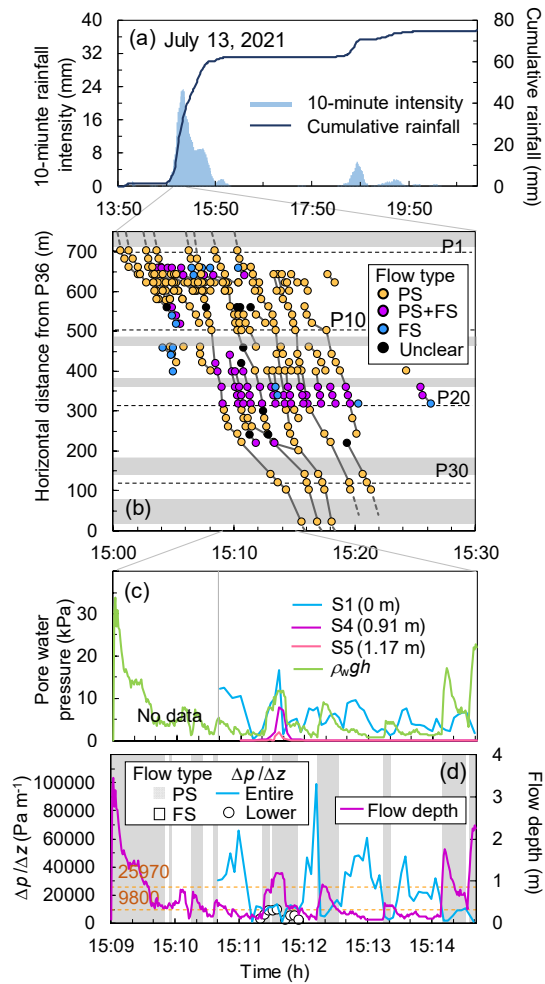 (a) July 13, 2021
10-miunte rainfall
intensity (mm)
40
32
24
16
8
0
Cumulative rainfall (mm)
80
60
40
20
0
10-minute intensity
Cumulative rainfall
13:50 15:50 17:50 19:50
Horizontal distance from P36 (m)
700
600
500
400
300
200
100
0
P1
P10
P20
P30
Flow type
PS
PS+FS
FS
Unclear
(b)
15:00 15:10 15:20 15:30
(c)
Pore water
pressure (kPa)
30
20
10
0
No data
S1 (0 m)
S4 (0.91 m)
S5 (1.17 m)
ρwgh
(d)
Δp/Δz (Pa m-1)
100000
80000
60000
40000
20000
0
25970
9800
Flow type Δp/Δz
PS Entire
FS Lower
Flow depth
Flow depth (m)
4
3
2
1
0
15:09 15:10 15:11 15:12 15:13 15:14
Time (h)